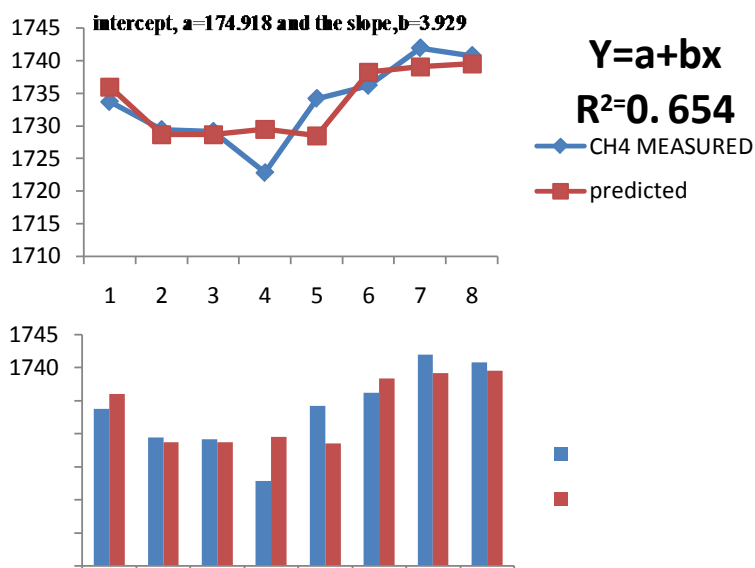 intercept, a=174.918 and the slope,b=3.929
1745
1740
1735
1730
1725
1720
1715
1710
1 2 3 4 5 6 7 8
Y=a+bx
R²=0.654
CH4 MEASURED
predicted
1745
1740